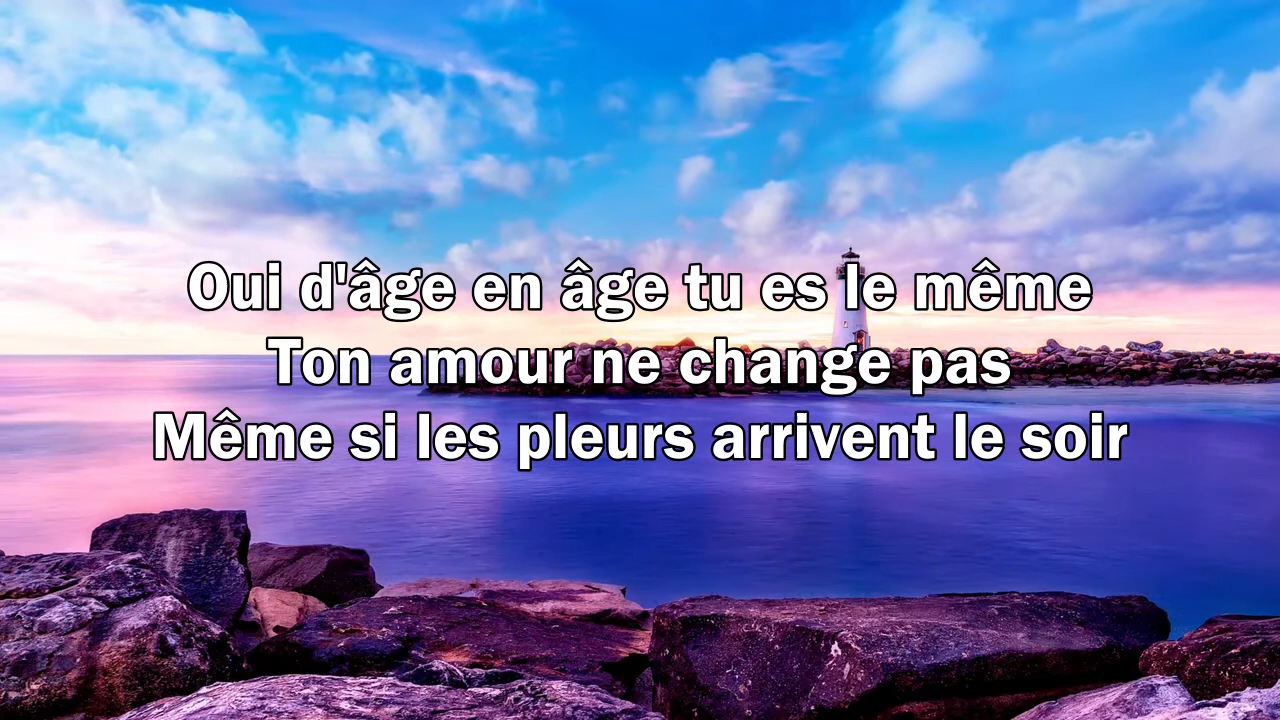 Oui d'âge en âge tu es le même
Ton amour ne change pas
Même si les pleurs arrivent le soir